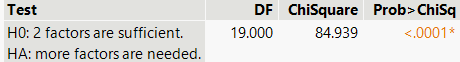 Test DF ChiSquare Prob>ChiSq
H0: 2 factors are sufficient. 19.000 84.939 <.0001*
HA: more factors are needed.